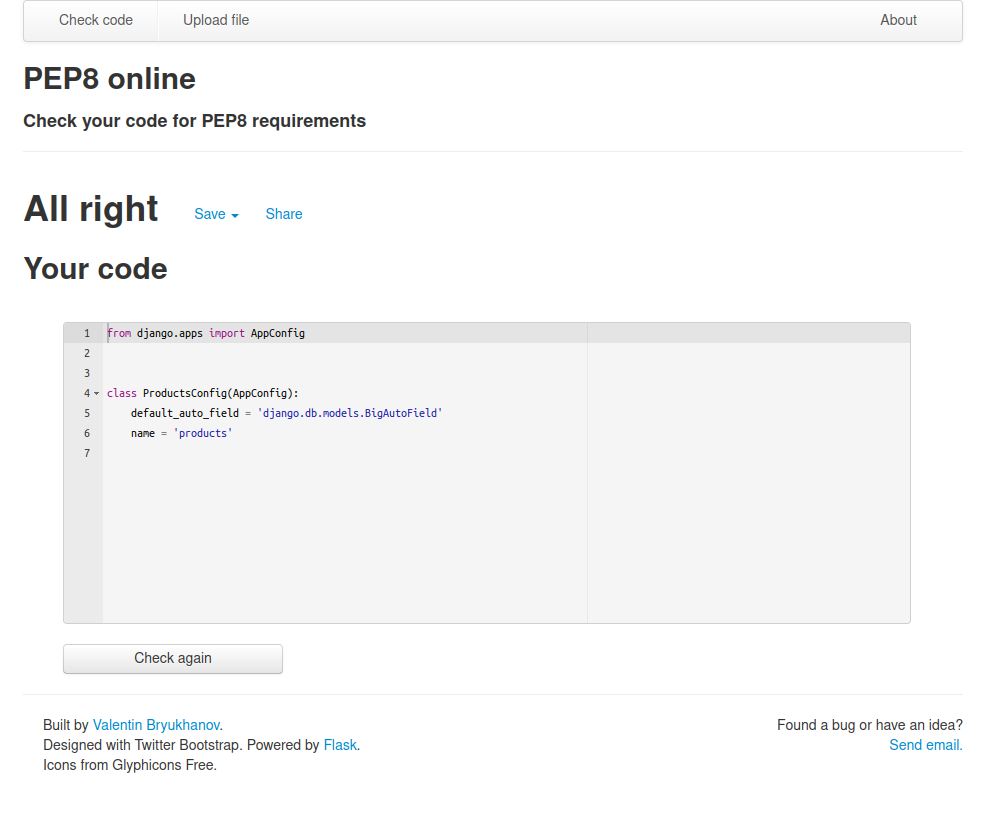 Check code Upload file About
PEP8 online
Check your code for PEP8 requirements
All right Save Share
Your code
1 from django.apps import AppConfig
2
3
4 class ProductsConfig(AppConfig):
5     default_auto_field = 'django.db.models.BigAutoField'
6     name = 'products'
7
Check again
Built by Valentin Bryukhanov. Found a bug or have an idea?
Designed with Twitter Bootstrap. Powered by Flask. Send email.
Icons from Glyphicons Free.